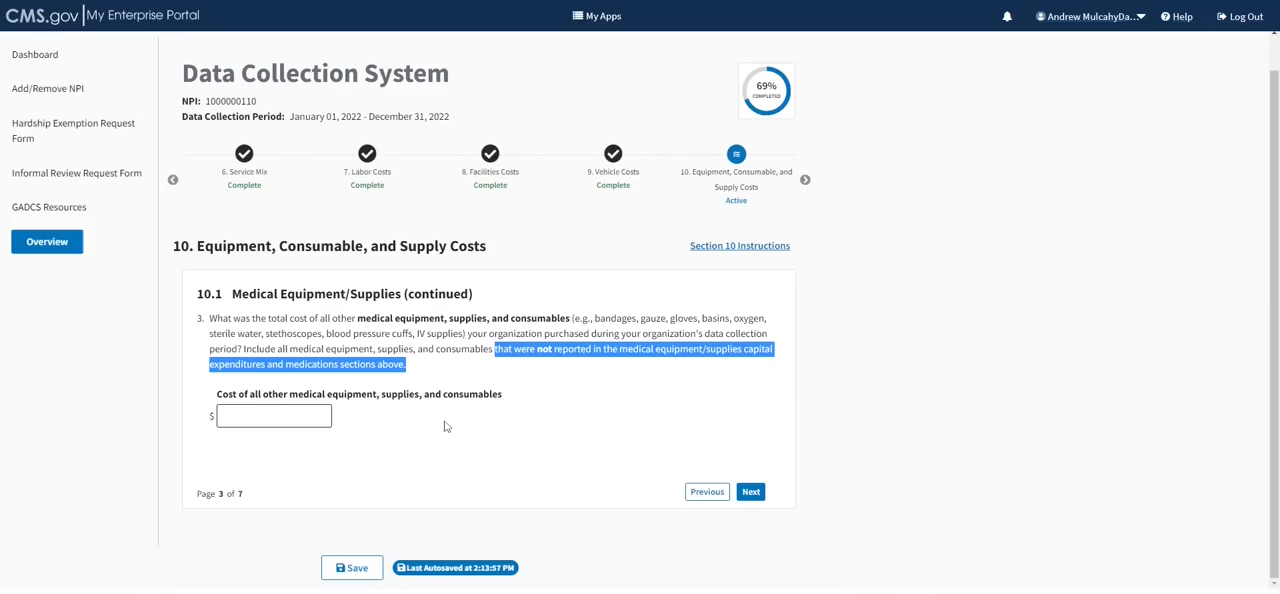 CMS.gov My Enterprise Portal
My Apps
Andrew MulcahyDa...
Help
Log Out
Dashboard
Add/Remove NPI
Hardship Exemption Request
Form
Informal Review Request Form
GADCS Resources
Overview
Data Collection System
NPI: 1000000110
Data Collection Period: January 01, 2022 - December 31, 2022
69%
COMPLETED
6. Service Mix
Complete
7. Labor Costs
Complete
8. Facilities Costs
Complete
9. Vehicle Costs
Complete
10. Equipment, Consumable, and
Supply Costs
Active
10. Equipment, Consumable, and Supply Costs
Section 10 Instructions
10.1 Medical Equipment/Supplies (continued)
3. What was the total cost of all other medical equipment, supplies, and consumables (e.g., bandages, gauze, gloves, basins, oxygen,
sterile water, stethoscopes, blood pressure cuffs, IV supplies) your organization purchased during your organization's data collection
period? Include all medical equipment, supplies, and consumables that were not reported in the medical equipment/supplies capital
expenditures and medications sections above.
Cost of all other medical equipment, supplies, and consumables
$
Page 3 of 7
Previous
Next
Save
Last Autosaved at 2:13:57 PM